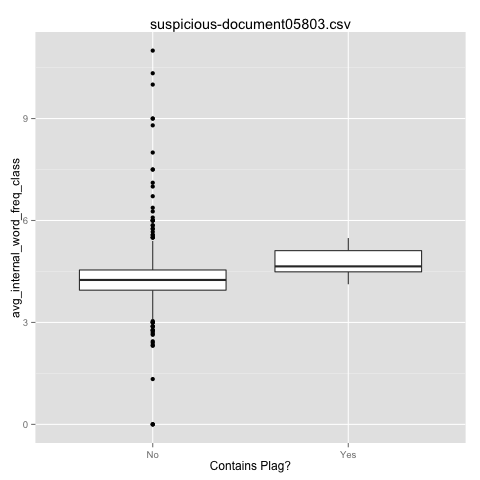 suspicious-document05803.csv
avg_internal_word_freq_class
9
6
3
0
No Yes
Contains Plag?